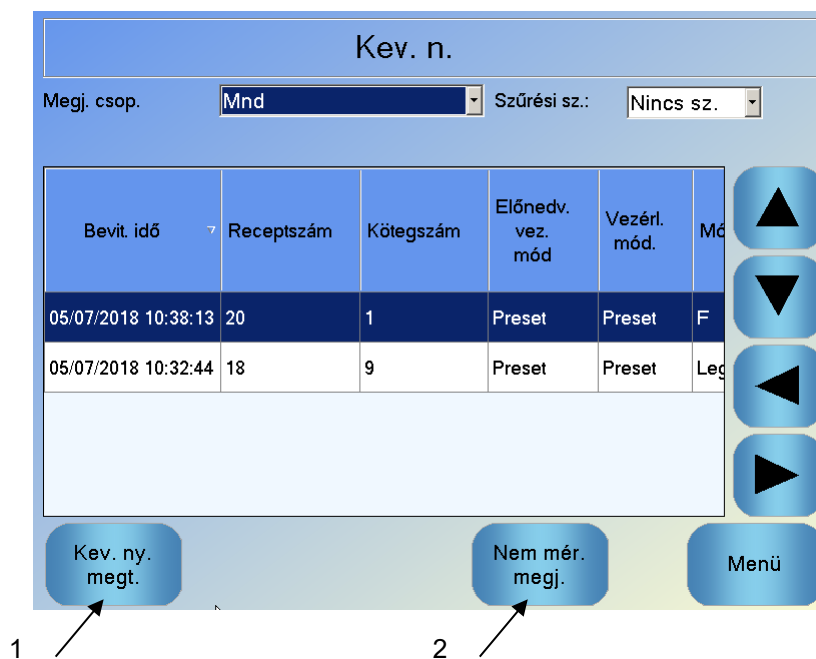 Kev. n.
Megj. csop. Mnd Szűrési sz.: Nincs sz.
Bevit. idő Receptszám Kötegszám Előnedv. vez. mód Vezérl. mód. Mó
05/07/2018 10:38:13 20 1 Preset Preset F
05/07/2018 10:32:44 18 9 Preset Preset Leg
Kev. ny. megt.
Nem mér. megj.
Menü
1 2